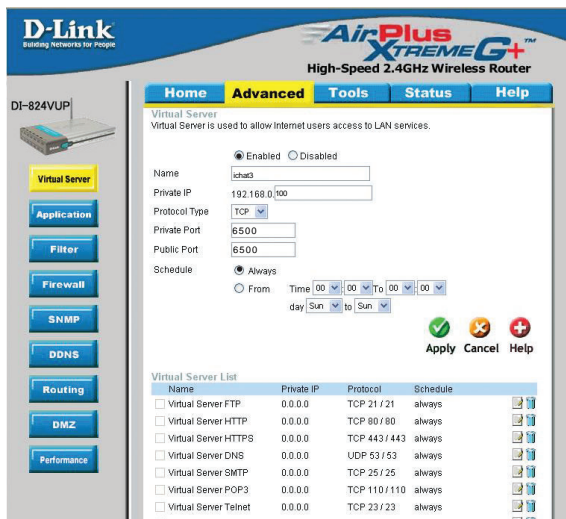 D-Link
Building Networks for People
AirPlus
XTREME G+™
High-Speed 2.4GHz Wireless Router
DI-824VUP
Home Advanced Tools Status Help
Virtual Server
Virtual Server is used to allow Internet users access to LAN services.
Enabled Disabled
Name ichat3
Private IP 192.168.0.100
Protocol Type TCP
Private Port 6500
Public Port 6500
Schedule Always
From Time 00 : 00 To 00 : 00
day Sun to Sun
Apply Cancel Help
Virtual Server
Application
Filter
Firewall
SNMP
DDNS
Routing
DMZ
Performance
Virtual Server List
Name Private IP Protocol Schedule
Virtual Server FTP 0.0.0.0 TCP 21 / 21 always
Virtual Server HTTP 0.0.0.0 TCP 80 / 80 always
Virtual Server HTTPS 0.0.0.0 TCP 443 / 443 always
Virtual Server DNS 0.0.0.0 UDP 53 / 53 always
Virtual Server SMTP 0.0.0.0 TCP 25 / 25 always
Virtual Server POP3 0.0.0.0 TCP 110 / 110 always
Virtual Server Telnet 0.0.0.0 TCP 23 / 23 always